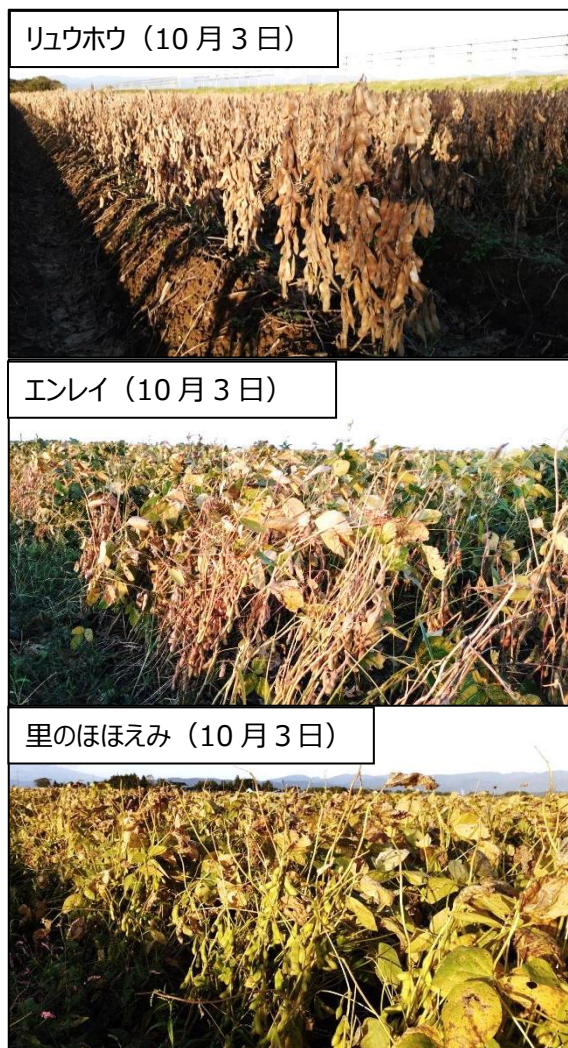 リュウホウ（10 月 3 日）
エンレイ（10 月 3 日）
里のほほえみ（10 月 3 日）